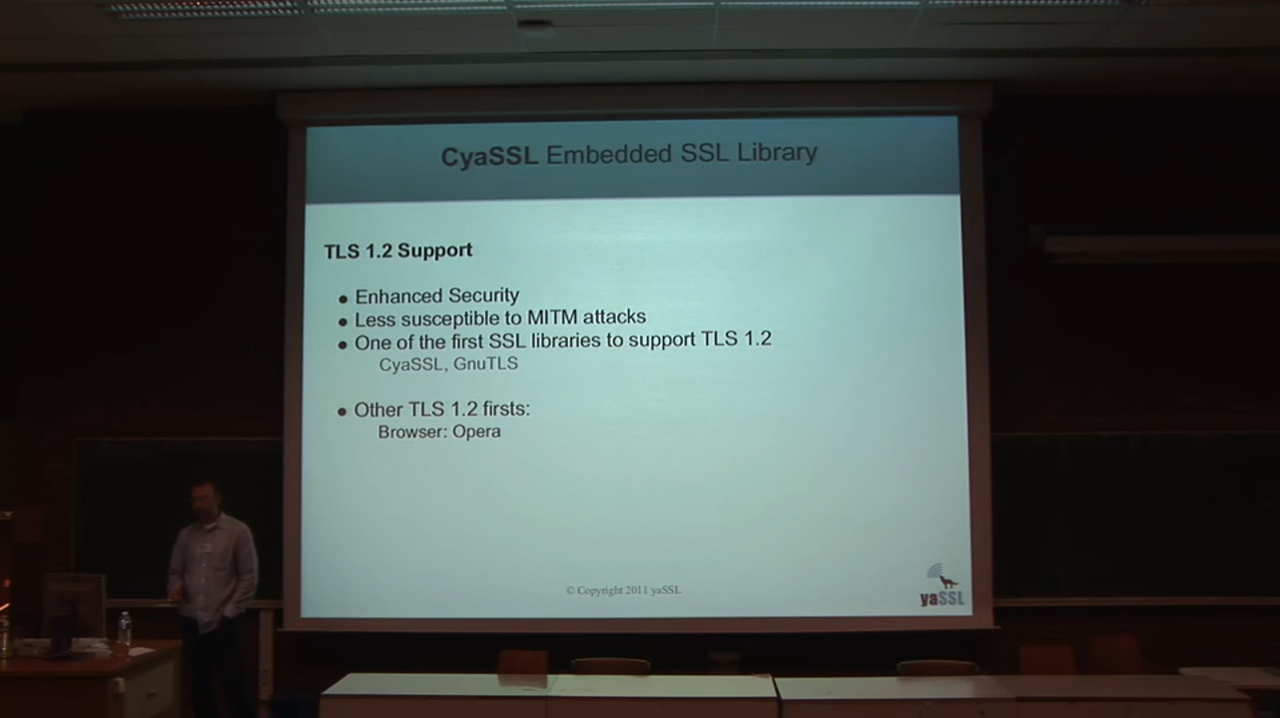 CyaSSL Embedded SSL Library
TLS 1.2 Support
● Enhanced Security
● Less susceptible to MITM attacks
● One of the first SSL libraries to support TLS 1.2
CyaSSL, GnuTLS
● Other TLS 1.2 firsts:
Browser: Opera
© Copyright 2011 yaSSL
yaSSL